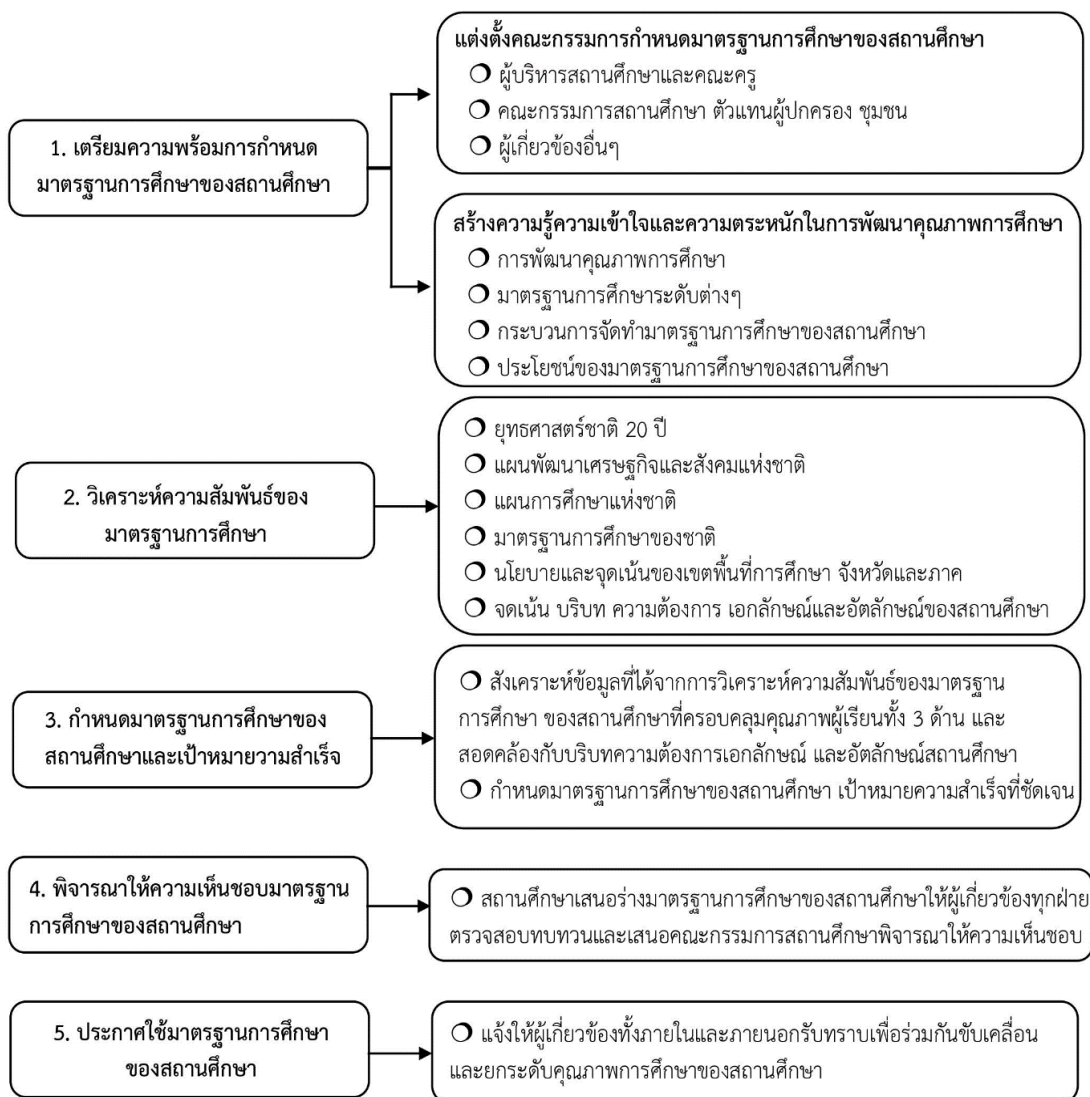 แต่งตั้งคณะกรรมการกำหนดมาตรฐานการศึกษาของสถานศึกษา
❍ ผู้บริหารสถานศึกษาและคณะครู
❍ คณะกรรมการสถานศึกษา ตัวแทนผู้ปกครอง ชุมชน
❍ ผู้เกี่ยวข้องอื่นๆ
1. เตรียมความพร้อมการกำหนด
มาตรฐานการศึกษาของสถานศึกษา
สร้างความรู้ความเข้าใจและความตระหนักในการพัฒนาคุณภาพการศึกษา
❍ การพัฒนาคุณภาพการศึกษา
❍ มาตรฐานการศึกษาระดับต่างๆ
❍ กระบวนการจัดทำมาตรฐานการศึกษาของสถานศึกษา
❍ ประโยชน์ของมาตรฐานการศึกษาของสถานศึกษา
2. วิเคราะห์ความสัมพันธ์ของ
มาตรฐานการศึกษา
❍ ยุทธศาสตร์ชาติ 20 ปี
❍ แผนพัฒนาเศรษฐกิจและสังคมแห่งชาติ
❍ แผนการศึกษาแห่งชาติ
❍ มาตรฐานการศึกษาของชาติ
❍ นโยบายและจุดเน้นของเขตพื้นที่การศึกษา จังหวัดและภาค
❍ จดเน้น บริบท ความต้องการ เอกลักษณ์และอัตลักษณ์ของสถานศึกษา
3. กำหนดมาตรฐานการศึกษาของ
สถานศึกษาและเป้าหมายวามสำเร็จ
❍ สังเคราะห์ข้อมูลที่ได้จากการวิเคราะห์ความสัมพันธ์ของมาตรฐาน
การศึกษา ของสถานศึกษาที่ครอบคลุมคุณภาพผู้เรียนทั้ง 3 ด้าน และ
สอดคล้องกับบริบทความต้องการเอกลักษณ์ และอัตลักษณ์สถานศึกษา
❍ กำหนดมาตรฐานการศึกษาของสถานศึกษา เป้าหมายความสำเร็จที่ชัดเจน
4. พิจารณาให้ความเห็นชอบมาตรฐาน
การศึกษาของสถานศึกษา
❍ สถานศึกษาเสนอร่างมาตรฐานการศึกษาของสถานศึกษาให้ผู้เกี่ยวข้องทุกฝ่าย
ตรวจสอบทบทวนและเสนอคณะกรรมการสถานศึกษาพิจารณาให้ความเห็นชอบ
5. ประกาศใช้มาตรฐานการศึกษา
ของสถานศึกษา
❍ แจ้งให้ผู้เกี่ยวข้องทั้งภายในและภายนอกรับทราบเพื่อร่วมกันขับเคลื่อน
และยกระดับคุณภาพการศึกษาของสถานศึกษา